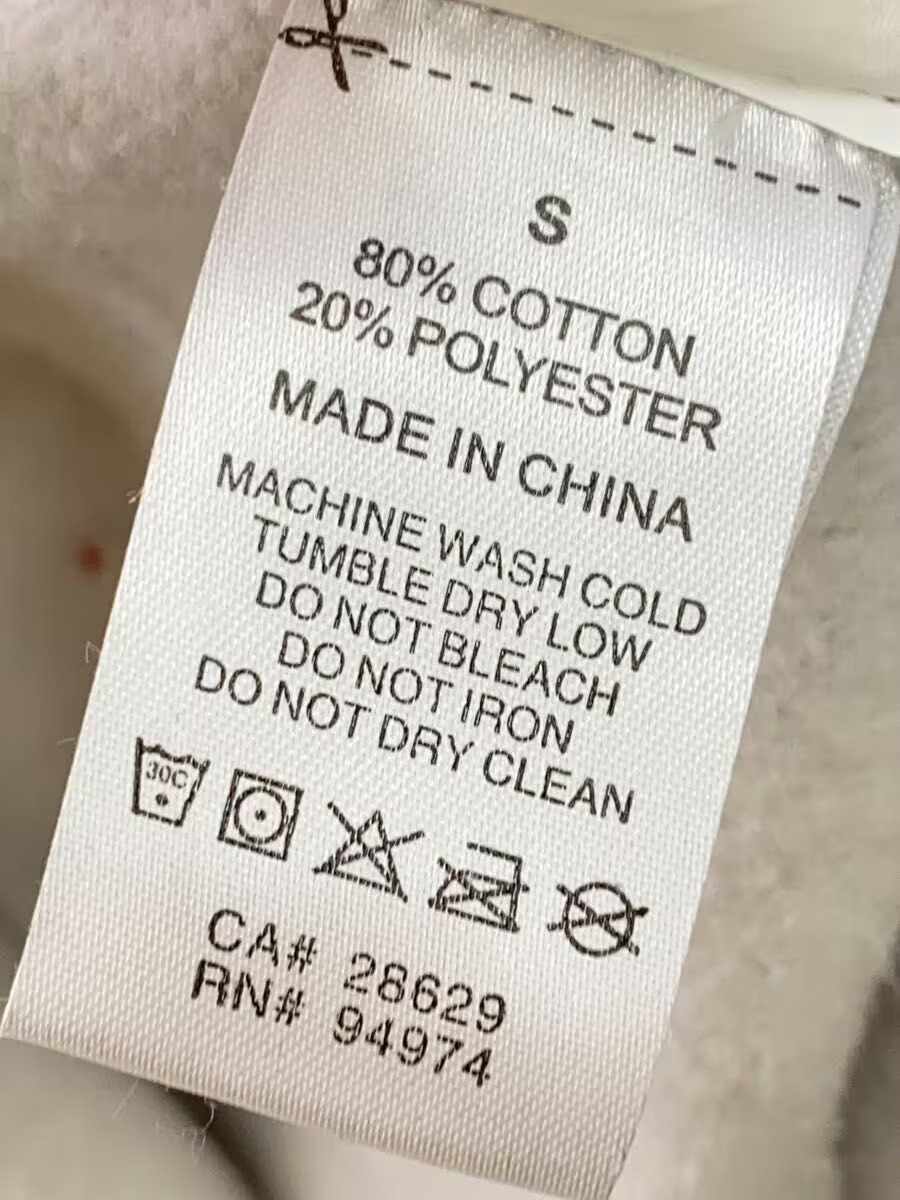 S
80% COTTON
20% POLYESTER
MADE IN CHINA
MACHINE WASH COLD
TUMBLE DRY LOW
DO NOT BLEACH
DO NOT IRON
DO NOT DRY CLEAN
30C
CA# 28629
RN# 94974